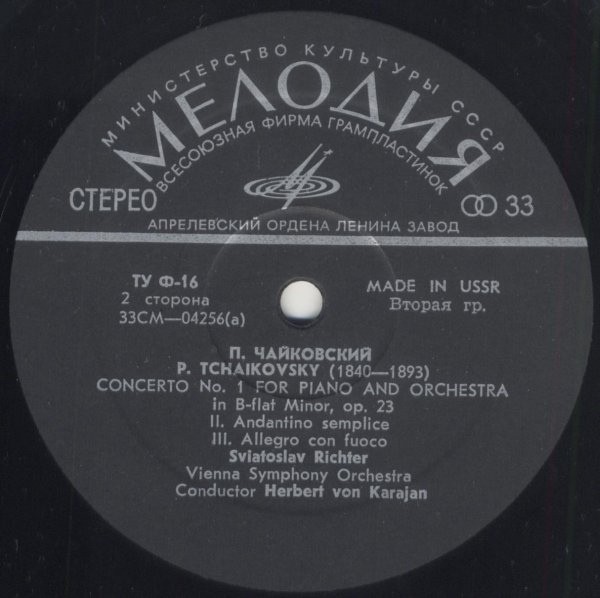 МИНИСТЕРСТВО КУЛЬТУРЫ СССР
МЕЛОДИЯ
ВСЕСОЮЗНАЯ ФИРМА ГРАМПЛАСТИНОК
СТЕРЕО
33
АПРЕЛЕВСКИЙ ОРДЕНА ЛЕНИНА ЗАВОД
ТУ Ф-16
MADE IN USSR
2 сторона
Вторая гр.
33СМ—04256(а)
П. ЧАЙКОВСКИЙ
P. TCHAIKOVSKY (1840—1893)
CONCERTO No. 1 FOR PIANO AND ORCHESTRA
in B-flat Minor, op. 23
II. Andantino semplice
III. Allegro con fuoco
Sviatoslav Richter
Vienna Symphony Orchestra
Conductor Herbert von Karajan